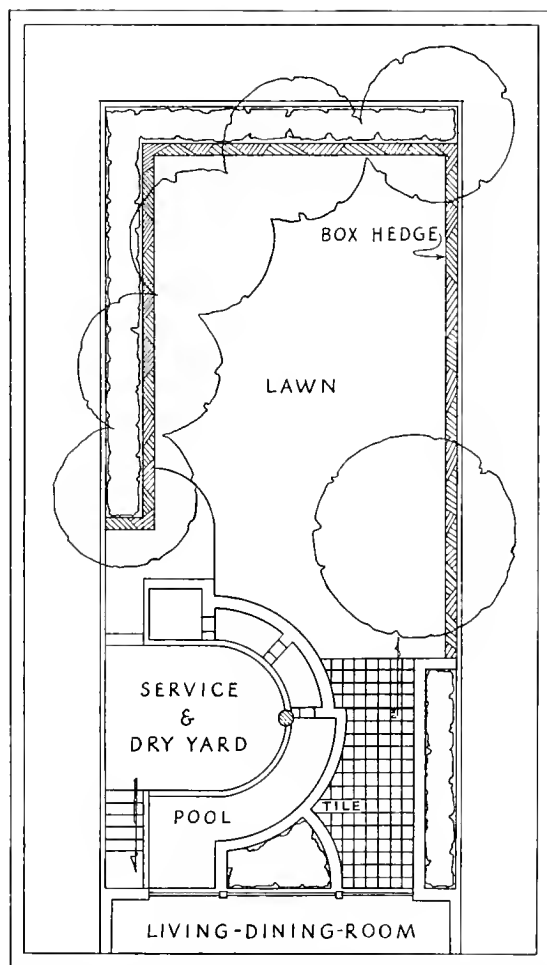 BOX HEDGE
LAWN
SERVICE
&
DRY YARD
TILE
POOL
LIVING-DINING-ROOM